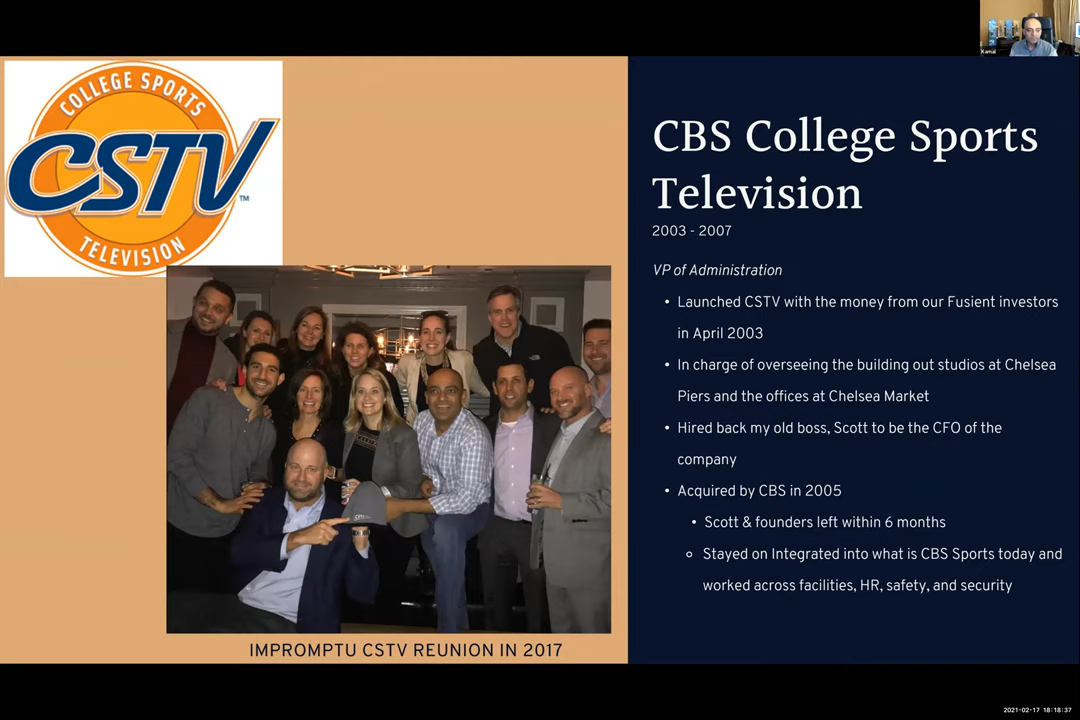 Kamal
COLLEGE SPORTS
CSTV
TM
TELEVISION
CBS College Sports
Television
2003 - 2007
VP of Administration
• Launched CSTV with the money from our Fusient investors
in April 2003
• In charge of overseeing the building out studios at Chelsea
Piers and the offices at Chelsea Market
• Hired back my old boss, Scott to be the CFO of the
company
• Acquired by CBS in 2005
• Scott & founders left within 6 months
○ Stayed on Integrated into what is CBS Sports today and
worked across facilities, HR, safety, and security
IMPROMPTU CSTV REUNION IN 2017
2021-02-17 18:18:37